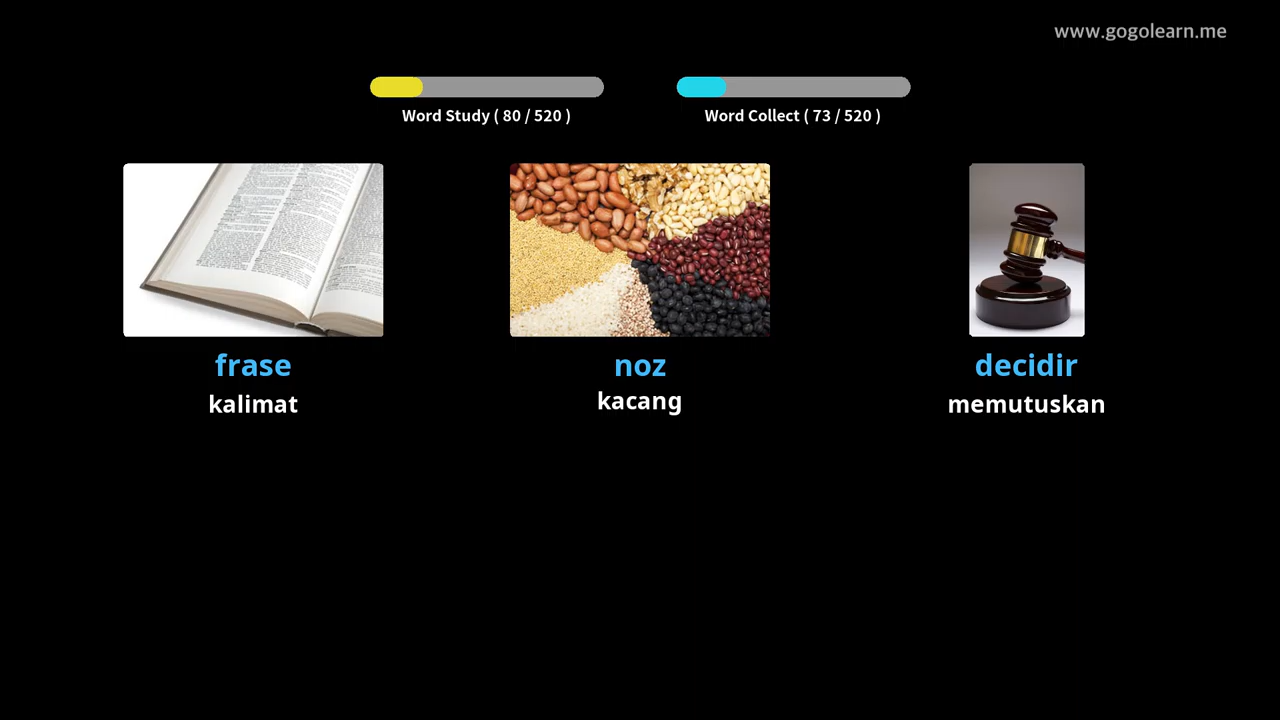 www.gogolearn.me
Word Study ( 80 / 520 )
Word Collect ( 73 / 520 )
frase
kalimat
noz
kacang
decidir
memutuskan